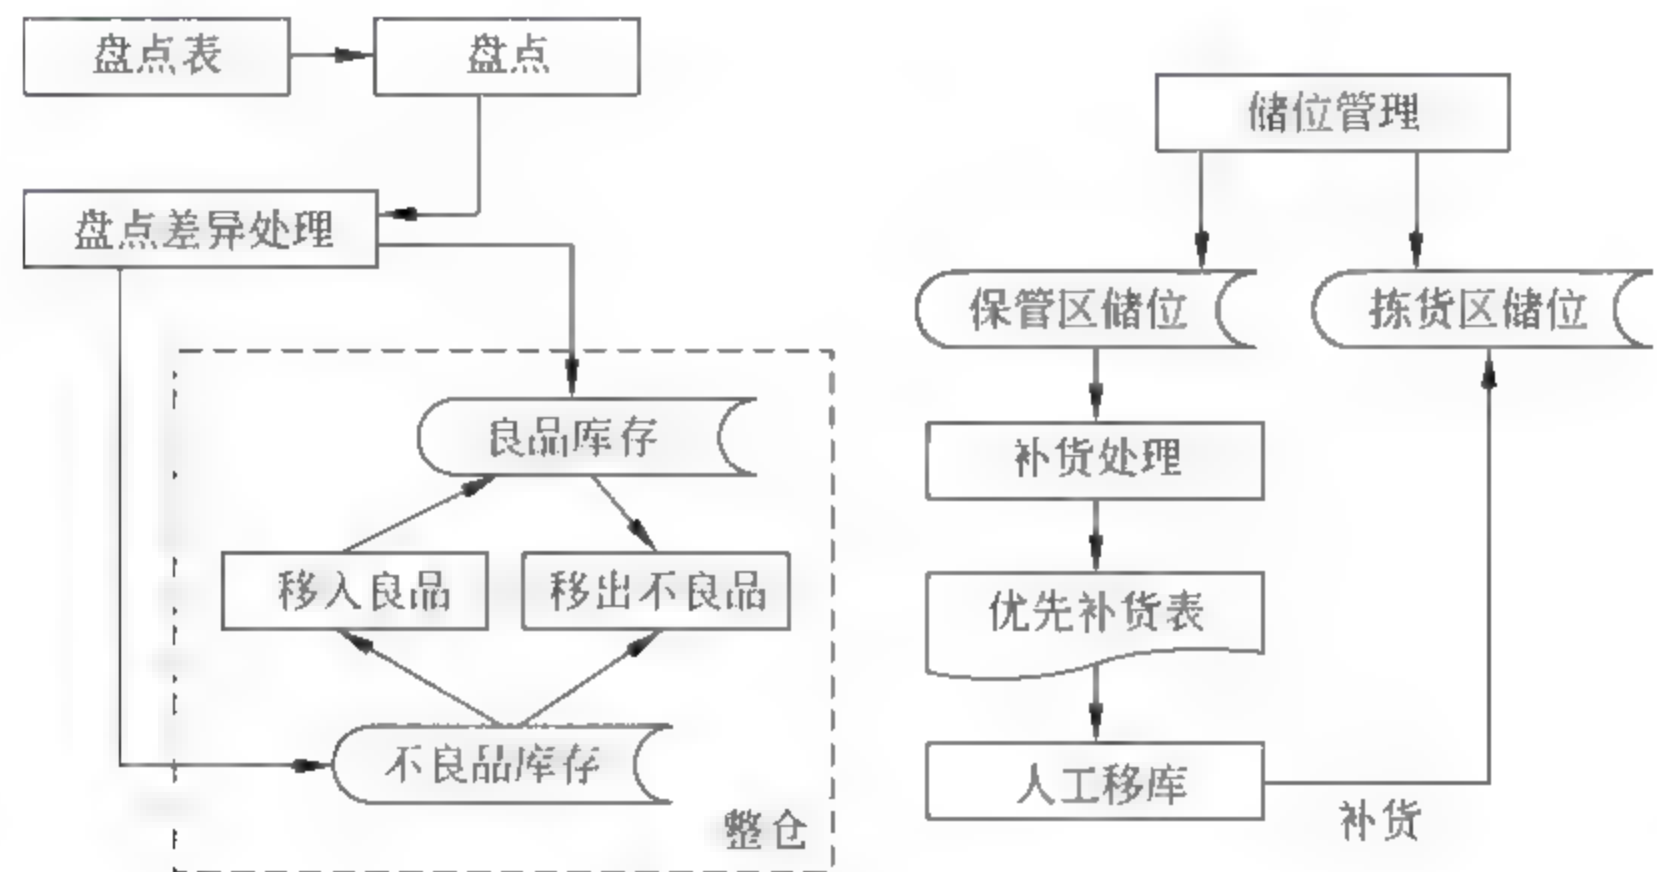 盘点表
盘点
盘点差异处理
良品库存
移入良品
移出不良品
不良品库存
整仓
储位管理
保管区储位
拣货区储位
补货处理
优先补货表
人工移库
补货